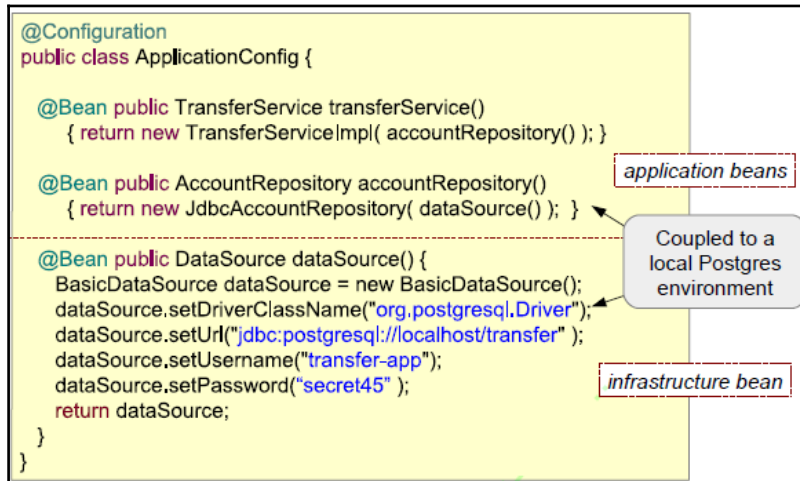 @Configuration
public class ApplicationConfig {
@Bean public TransferService transferService()
{ return new TransferServiceImpl( accountRepository() ); }
application beans
@Bean public AccountRepository accountRepository()
{ return new JdbcAccountRepository( dataSource() ); }
Coupled to a
local Postgres
environment
@Bean public DataSource dataSource() {
BasicDataSource dataSource = new BasicDataSource();
dataSource.setDriverClassName("org.postgresql.Driver");
dataSource.setUrl("jdbc:postgresql://localhost/transfer" );
dataSource.setUsername("transfer-app");
dataSource.setPassword(“secret45” );
infrastructure bean
return dataSource;
}
}